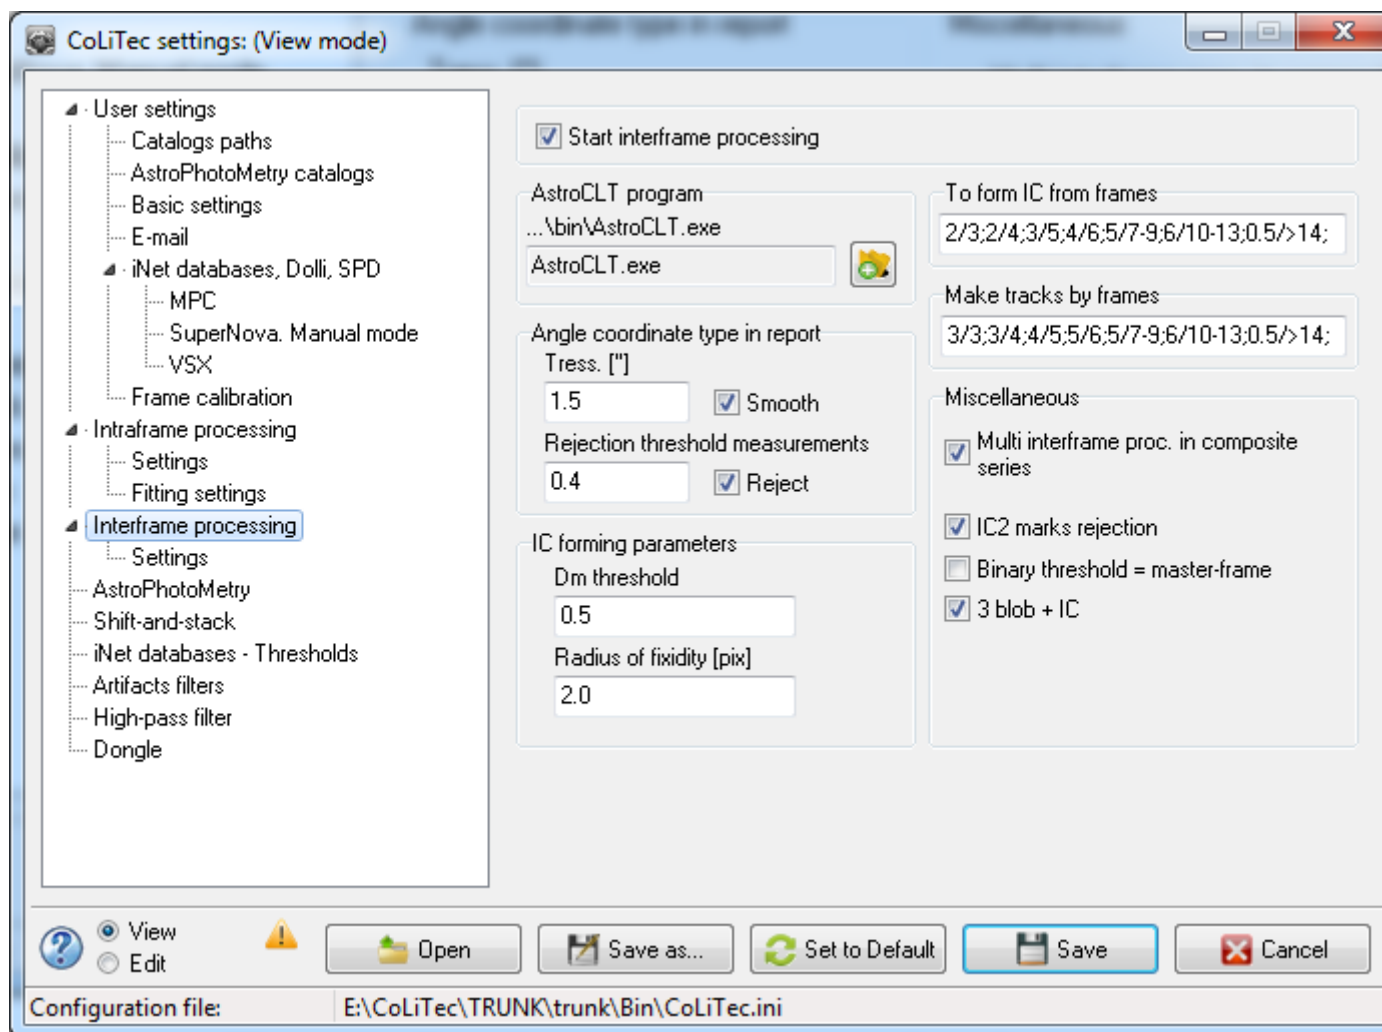 CoLiTec settings: (View mode)
User settings
Catalogs paths
AstroPhotoMetry catalogs
Basic settings
E-mail
iNet databases, Dolli, SPD
MPC
SuperNova. Manual mode
VSX
Frame calibration
Intraframe processing
Settings
Fitting settings
Interframe processing
Settings
AstroPhotoMetry
Shift-and-stack
iNet databases - Thresholds
Artifacts filters
High-pass filter
Dongle
Start interframe processing
AstroCLT program
...\bin\AstroCLT.exe
AstroCLT.exe
Angle coordinate type in report
Tress. ["]
1.5
Smooth
Rejection threshold measurements
0.4
Reject
IC forming parameters
Dm threshold
0.5
Radius of fixidity [pix]
2.0
To form IC from frames
2/3;2/4;3/5;4/6;5/7-9;6/10-13;0.5/>14;
Make tracks by frames
3/3;3/4;4/5;5/6;5/7-9;6/10-13;0.5/>14;
Miscellaneous
Multi interframe proc. in composite
series
IC2 marks rejection
Binary threshold = master-frame
3 blob + IC
View
Edit
Open
Save as...
Set to Default
Save
Cancel
Configuration file: E:\CoLiTec\TRUNK\trunk\Bin\CoLiTec.ini